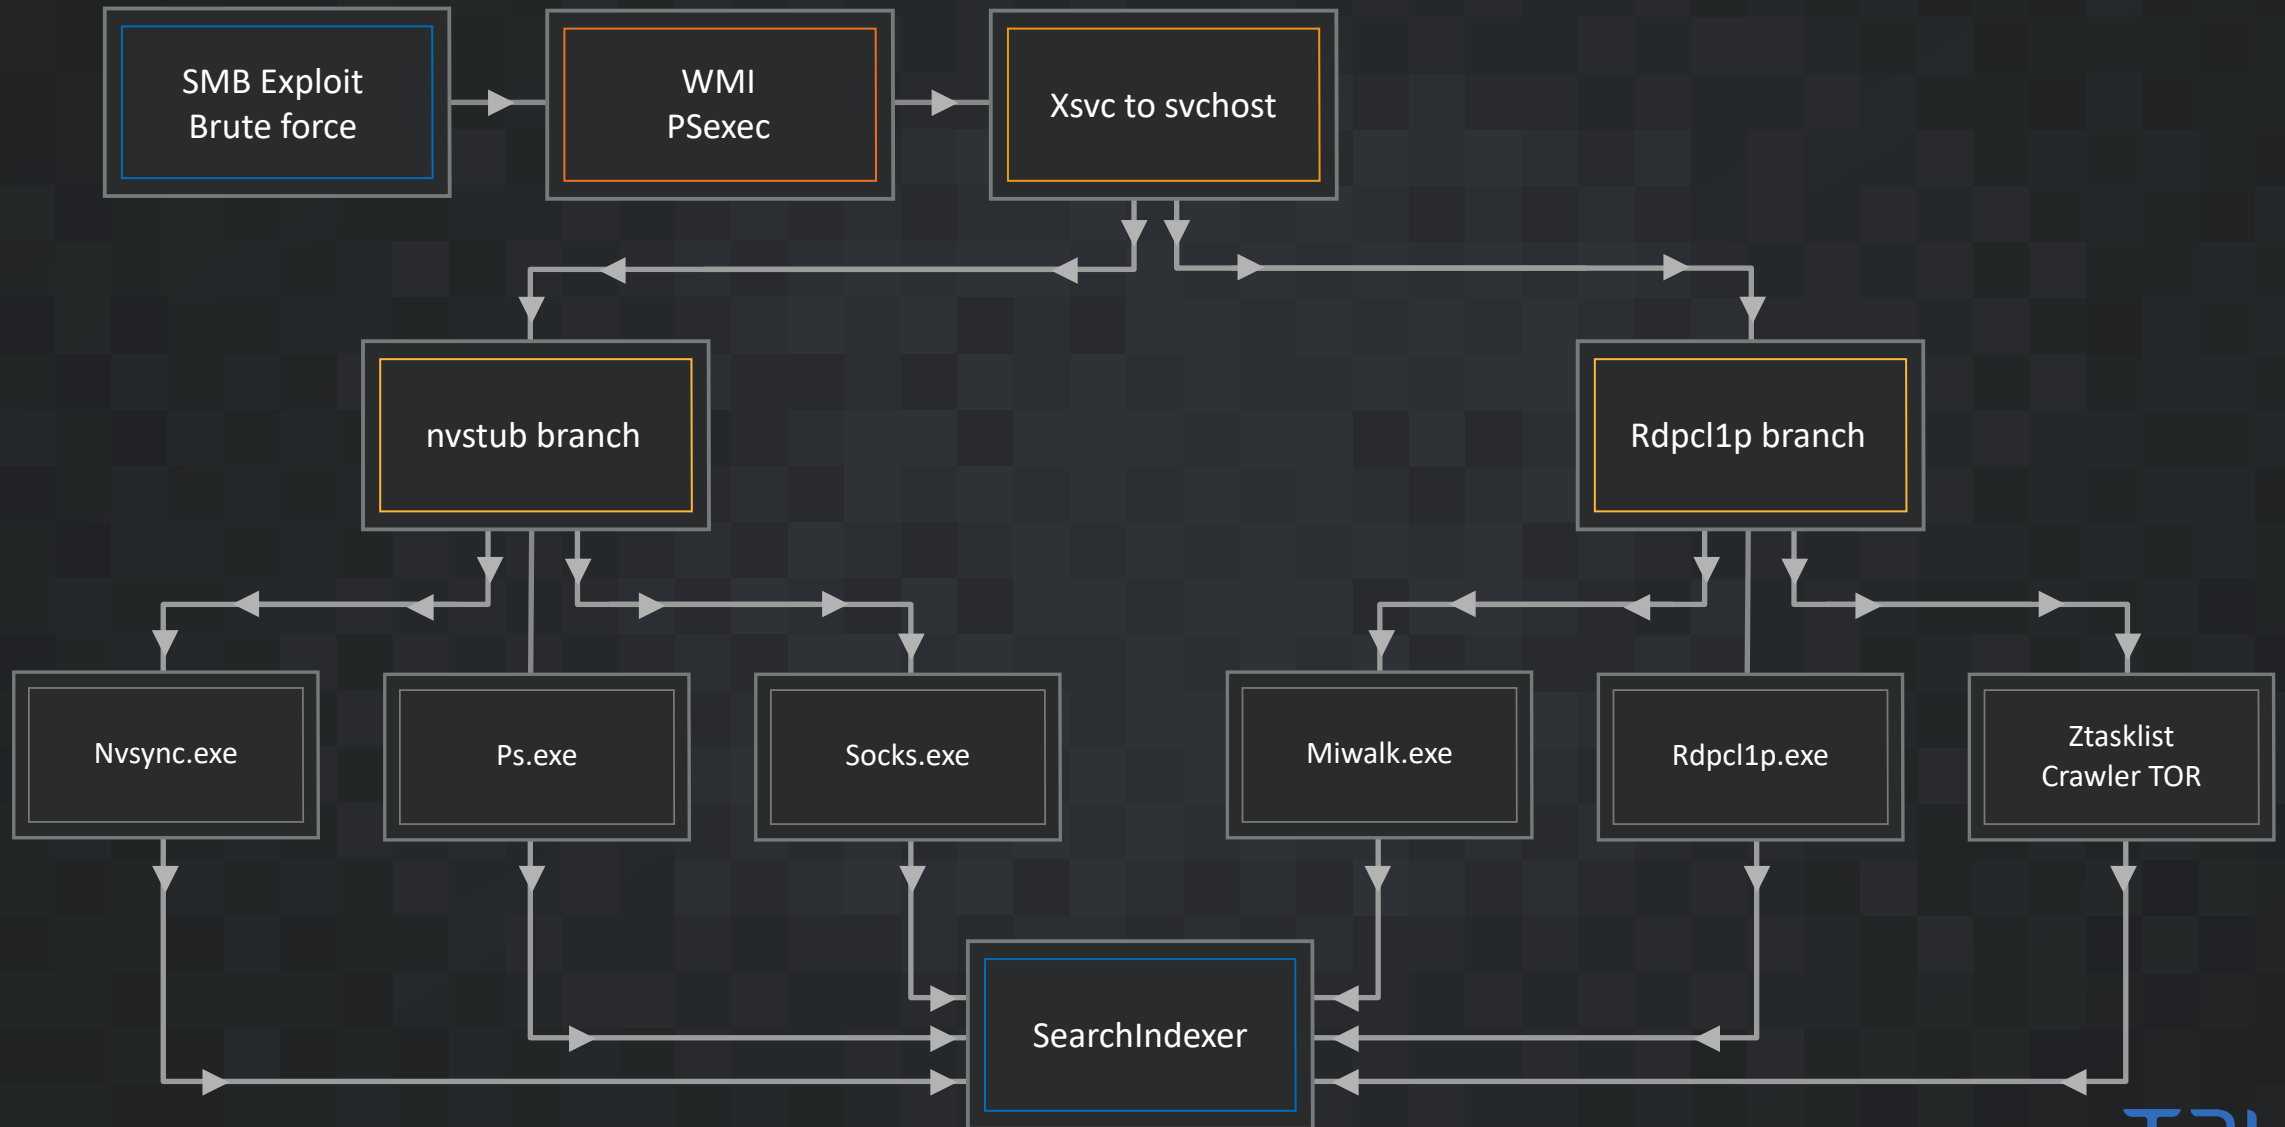 SMB Exploit
Brute force
WMI
PSexec
Xsvc to svchost
nvstub branch
Rdpcl1p branch
Nvsync.exe
Ps.exe
Socks.exe
Miwalk.exe
Rdpcl1p.exe
Ztasklist
Crawler TOR
SearchIndexer